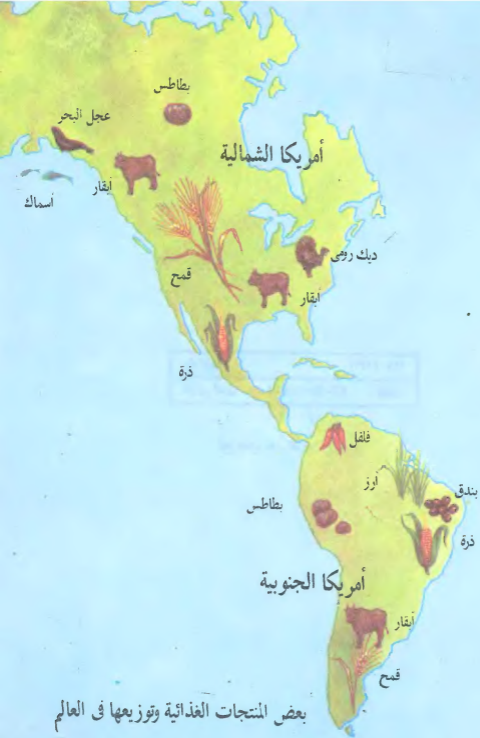 بطاطس
عجل البحر
أمريكا الشمالية
أبقار
أسماك
ديك رومى
قمح
أبقار
ذرة
فلفل
أرز
بندق
بطاطس
ذرة
أمريكا الجنوبية
أبقار
قمح
بعض المنتجات الغذائية وتوزيعها فى العالم